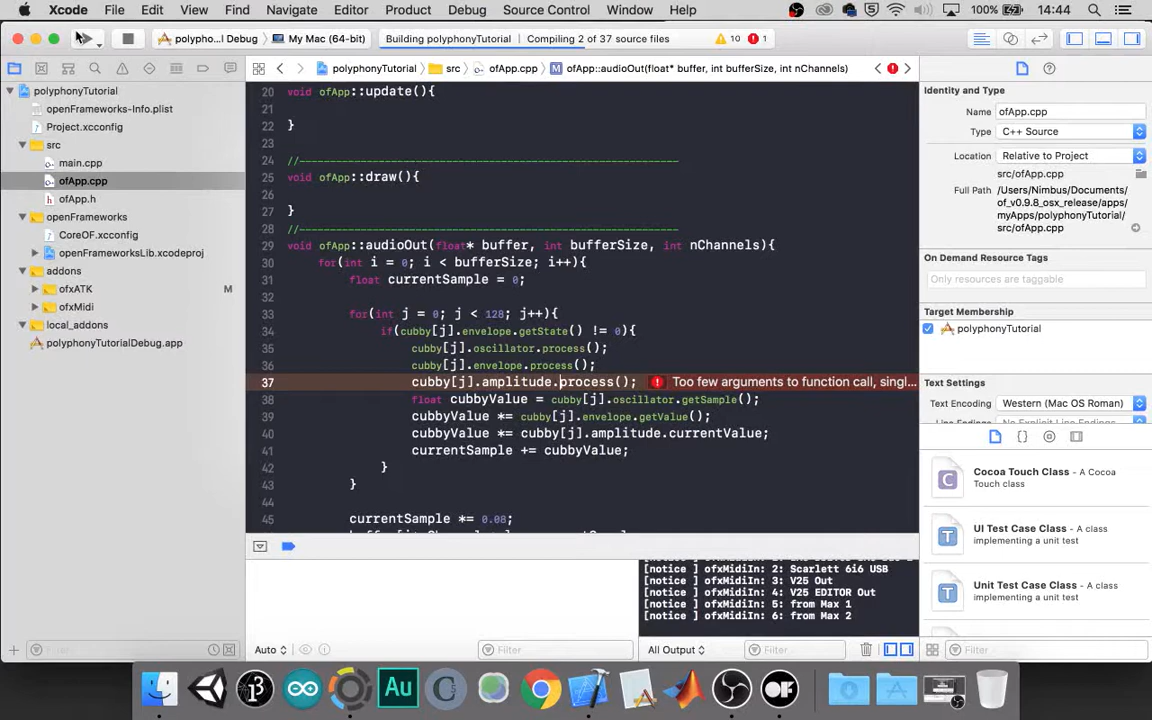 Xcode File Edit View Find Navigate Editor Product Debug Source Control Window Help 100% 14:44
polypho...l Debug My Mac (64-bit) Building polyphonyTutorial Compiling 2 of 37 source files 10 1
polyphonyTutorial src ofApp.cpp ofApp::audioOut(float* buffer, int bufferSize, int nChannels)
polyphonyTutorial
openFrameworks-Info.plist
Project.xcconfig
src
main.cpp
ofApp.cpp
ofApp.h
openFrameworks
CoreOF.xcconfig
openFrameworksLib.xcodeproj
addons
ofxATK M
ofxMidi
local_addons
polyphonyTutorialDebug.app
20 void ofApp::update(){
21
22 }
23
24 //--------------------------------------------------------------
25 void ofApp::draw(){
26
27 }
28 //--------------------------------------------------------------
29 void ofApp::audioOut(float* buffer, int bufferSize, int nChannels){
30 for(int i = 0; i < bufferSize; i++){
31 float currentSample = 0;
32
33 for(int j = 0; j < 128; j++){
34 if(cubby[j].envelope.getState() != 0){
35 cubby[j].oscillator.process();
36 cubby[j].envelope.process();
37 cubby[j].amplitude.process(); Too few arguments to function call, singl...
38 float cubbyValue = cubby[j].oscillator.getSample();
39 cubbyValue *= cubby[j].envelope.getValue();
40 cubbyValue *= cubby[j].amplitude.currentValue;
41 currentSample += cubbyValue;
42 }
43 }
44
45 currentSample *= 0.08;
Identity and Type
Name ofApp.cpp
Type C++ Source
Location Relative to Project
src/ofApp.cpp
Full Path /Users/Nimbus/Documents/
of_v0.9.8_osx_release/apps/
myApps/polyphonyTutorial/
src/ofApp.cpp
On Demand Resource Tags
Only resources are taggable
Target Membership
polyphonyTutorial
Text Settings
Text Encoding Western (Mac OS Roman)
Cocoa Touch Class - A Cocoa
Touch class
UI Test Case Class - A class
implementing a unit test
Unit Test Case Class - A class
implementing a unit test
[notice ] ofxMidiIn: 2: Scarlett 6i6 USB
[notice ] ofxMidiIn: 3: V25 Out
[notice ] ofxMidiIn: 4: V25 EDITOR Out
[notice ] ofxMidiIn: 5: from Max 1
[notice ] ofxMidiIn: 6: from Max 2
Filter Auto Filter All Output Filter Filter
Au C OF